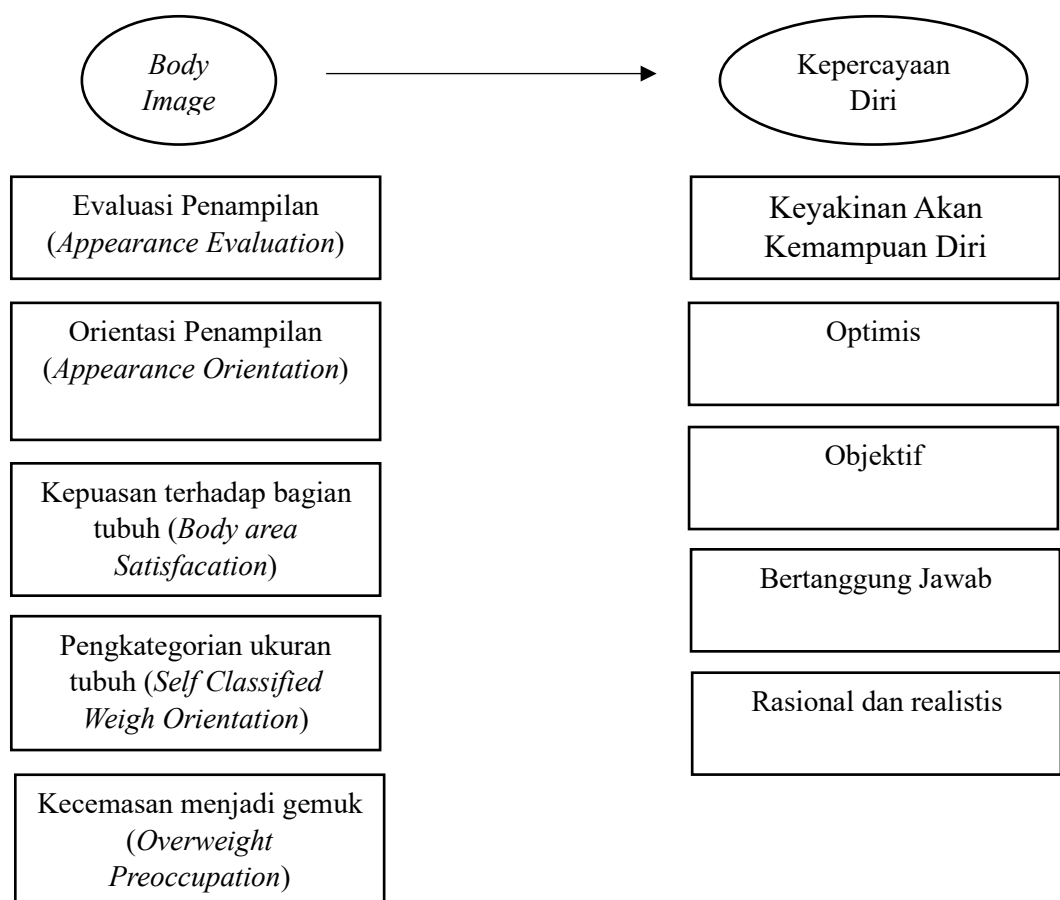 Body
Image
Kepercayaan
Diri
Evaluasi Penampilan
(Appearance Evaluation)
Orientasi Penampilan
(Appearance Orientation)
Kepuasan terhadap bagian
tubuh (Body area
Satisfacation)
Pengkategorian ukuran
tubuh (Self Classified
Weigh Orientation)
Kecemasan menjadi gemuk
(Overweight
Preoccupation)
Keyakinan Akan
Kemampuan Diri
Optimis
Objektif
Bertanggung Jawab
Rasional dan realistis